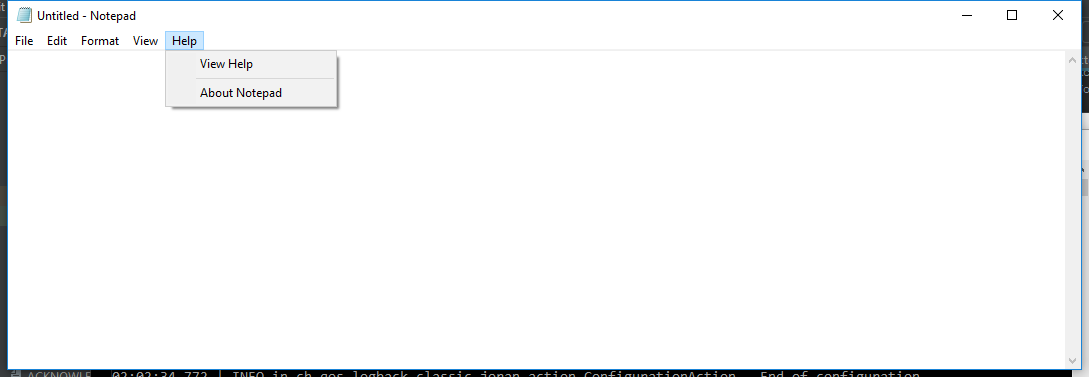 Untitled - Notepad
File Edit Format View Help
View Help
About Notepad
02:02:34.772 | INFO in ch.qos.logback.classic.joran.action.ConfigurationAction - End of configuration